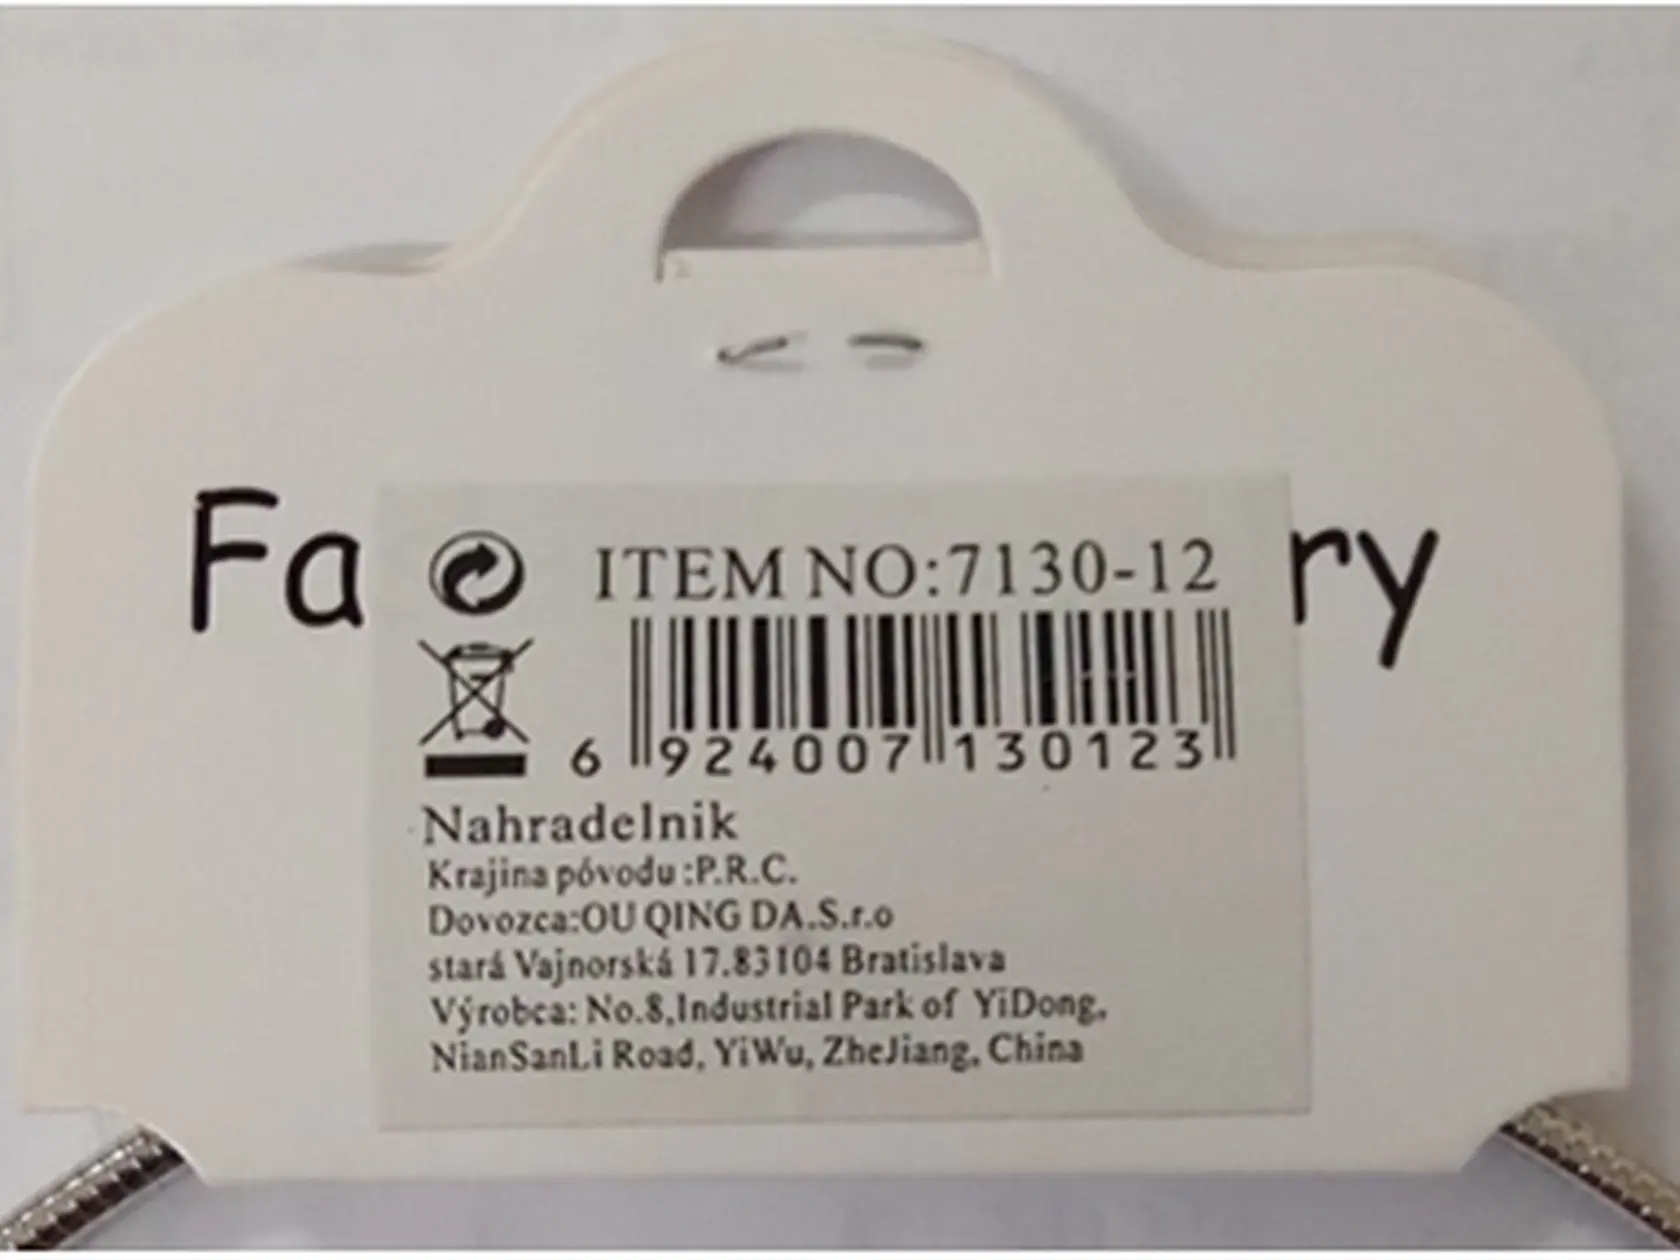 Fa
ry
ITEM NO:7130-12
6 924007 130123
Nahradelnik
Krajina póvodu :P.R.C.
Dovozca:OU QING DA.S.r.o
stará Vajnorská 17.83104 Bratislava
Výrobca: No.8,Industrial Park of YiDong,
NianSanLi Road, YiWu, ZheJiang, China